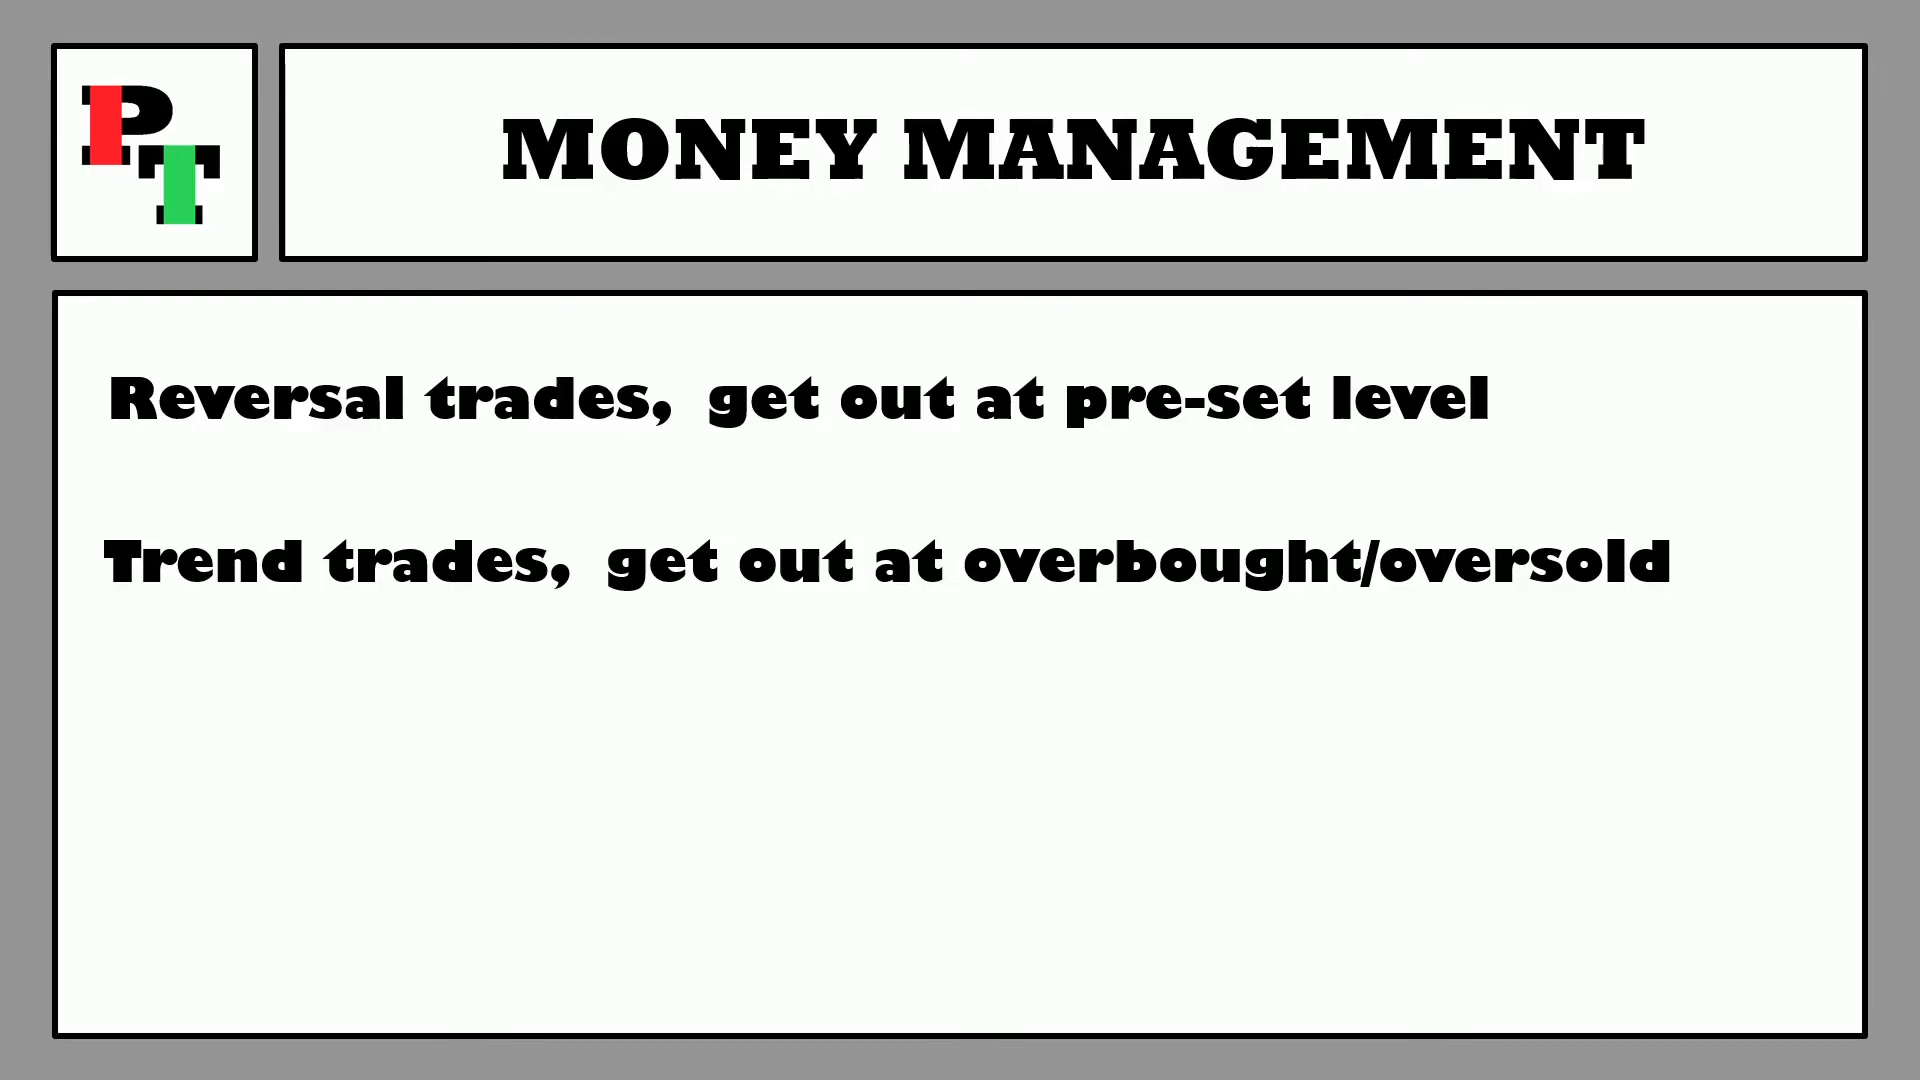 PT
MONEY MANAGEMENT
Reversal trades, get out at pre-set level
Trend trades, get out at overbought/oversold